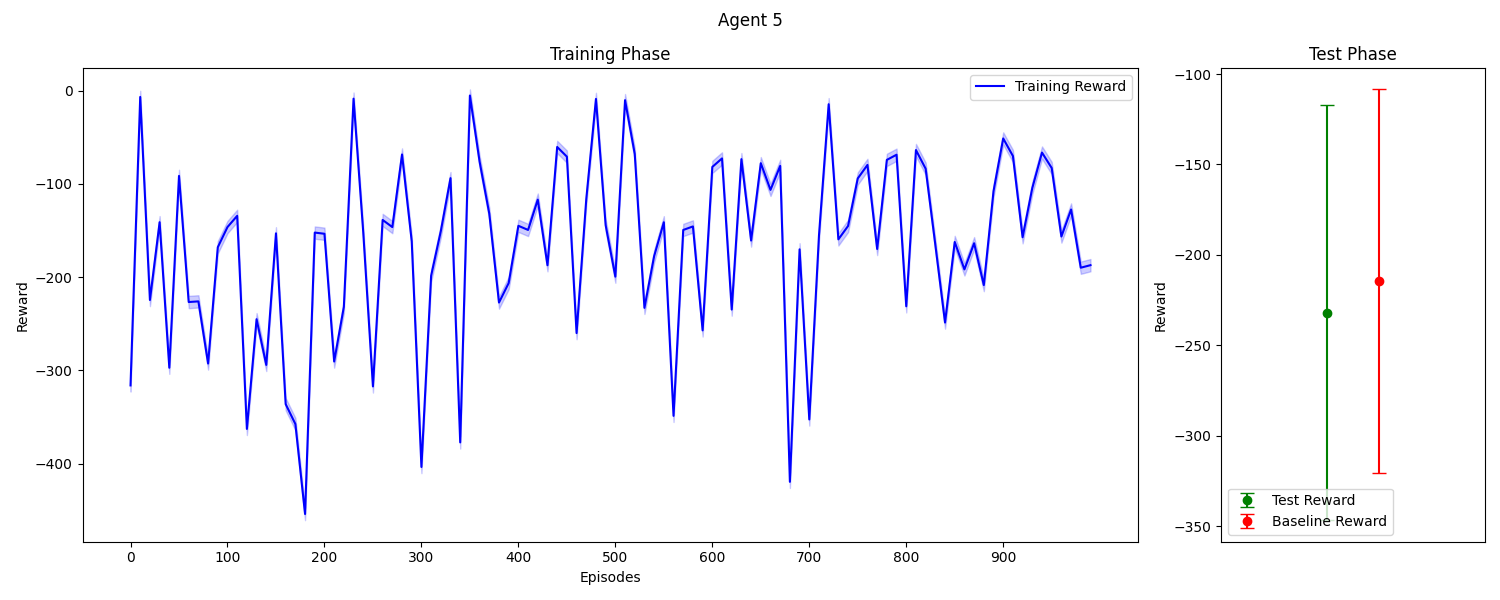 Agent 5
Training Phase
Training Reward
0
−100
−200
−300
−400
Reward
0 100 200 300 400 500 600 700 800 900
Episodes
Test Phase
−100
−150
−200
−250
−300
−350
Reward
Test Reward
Baseline Reward